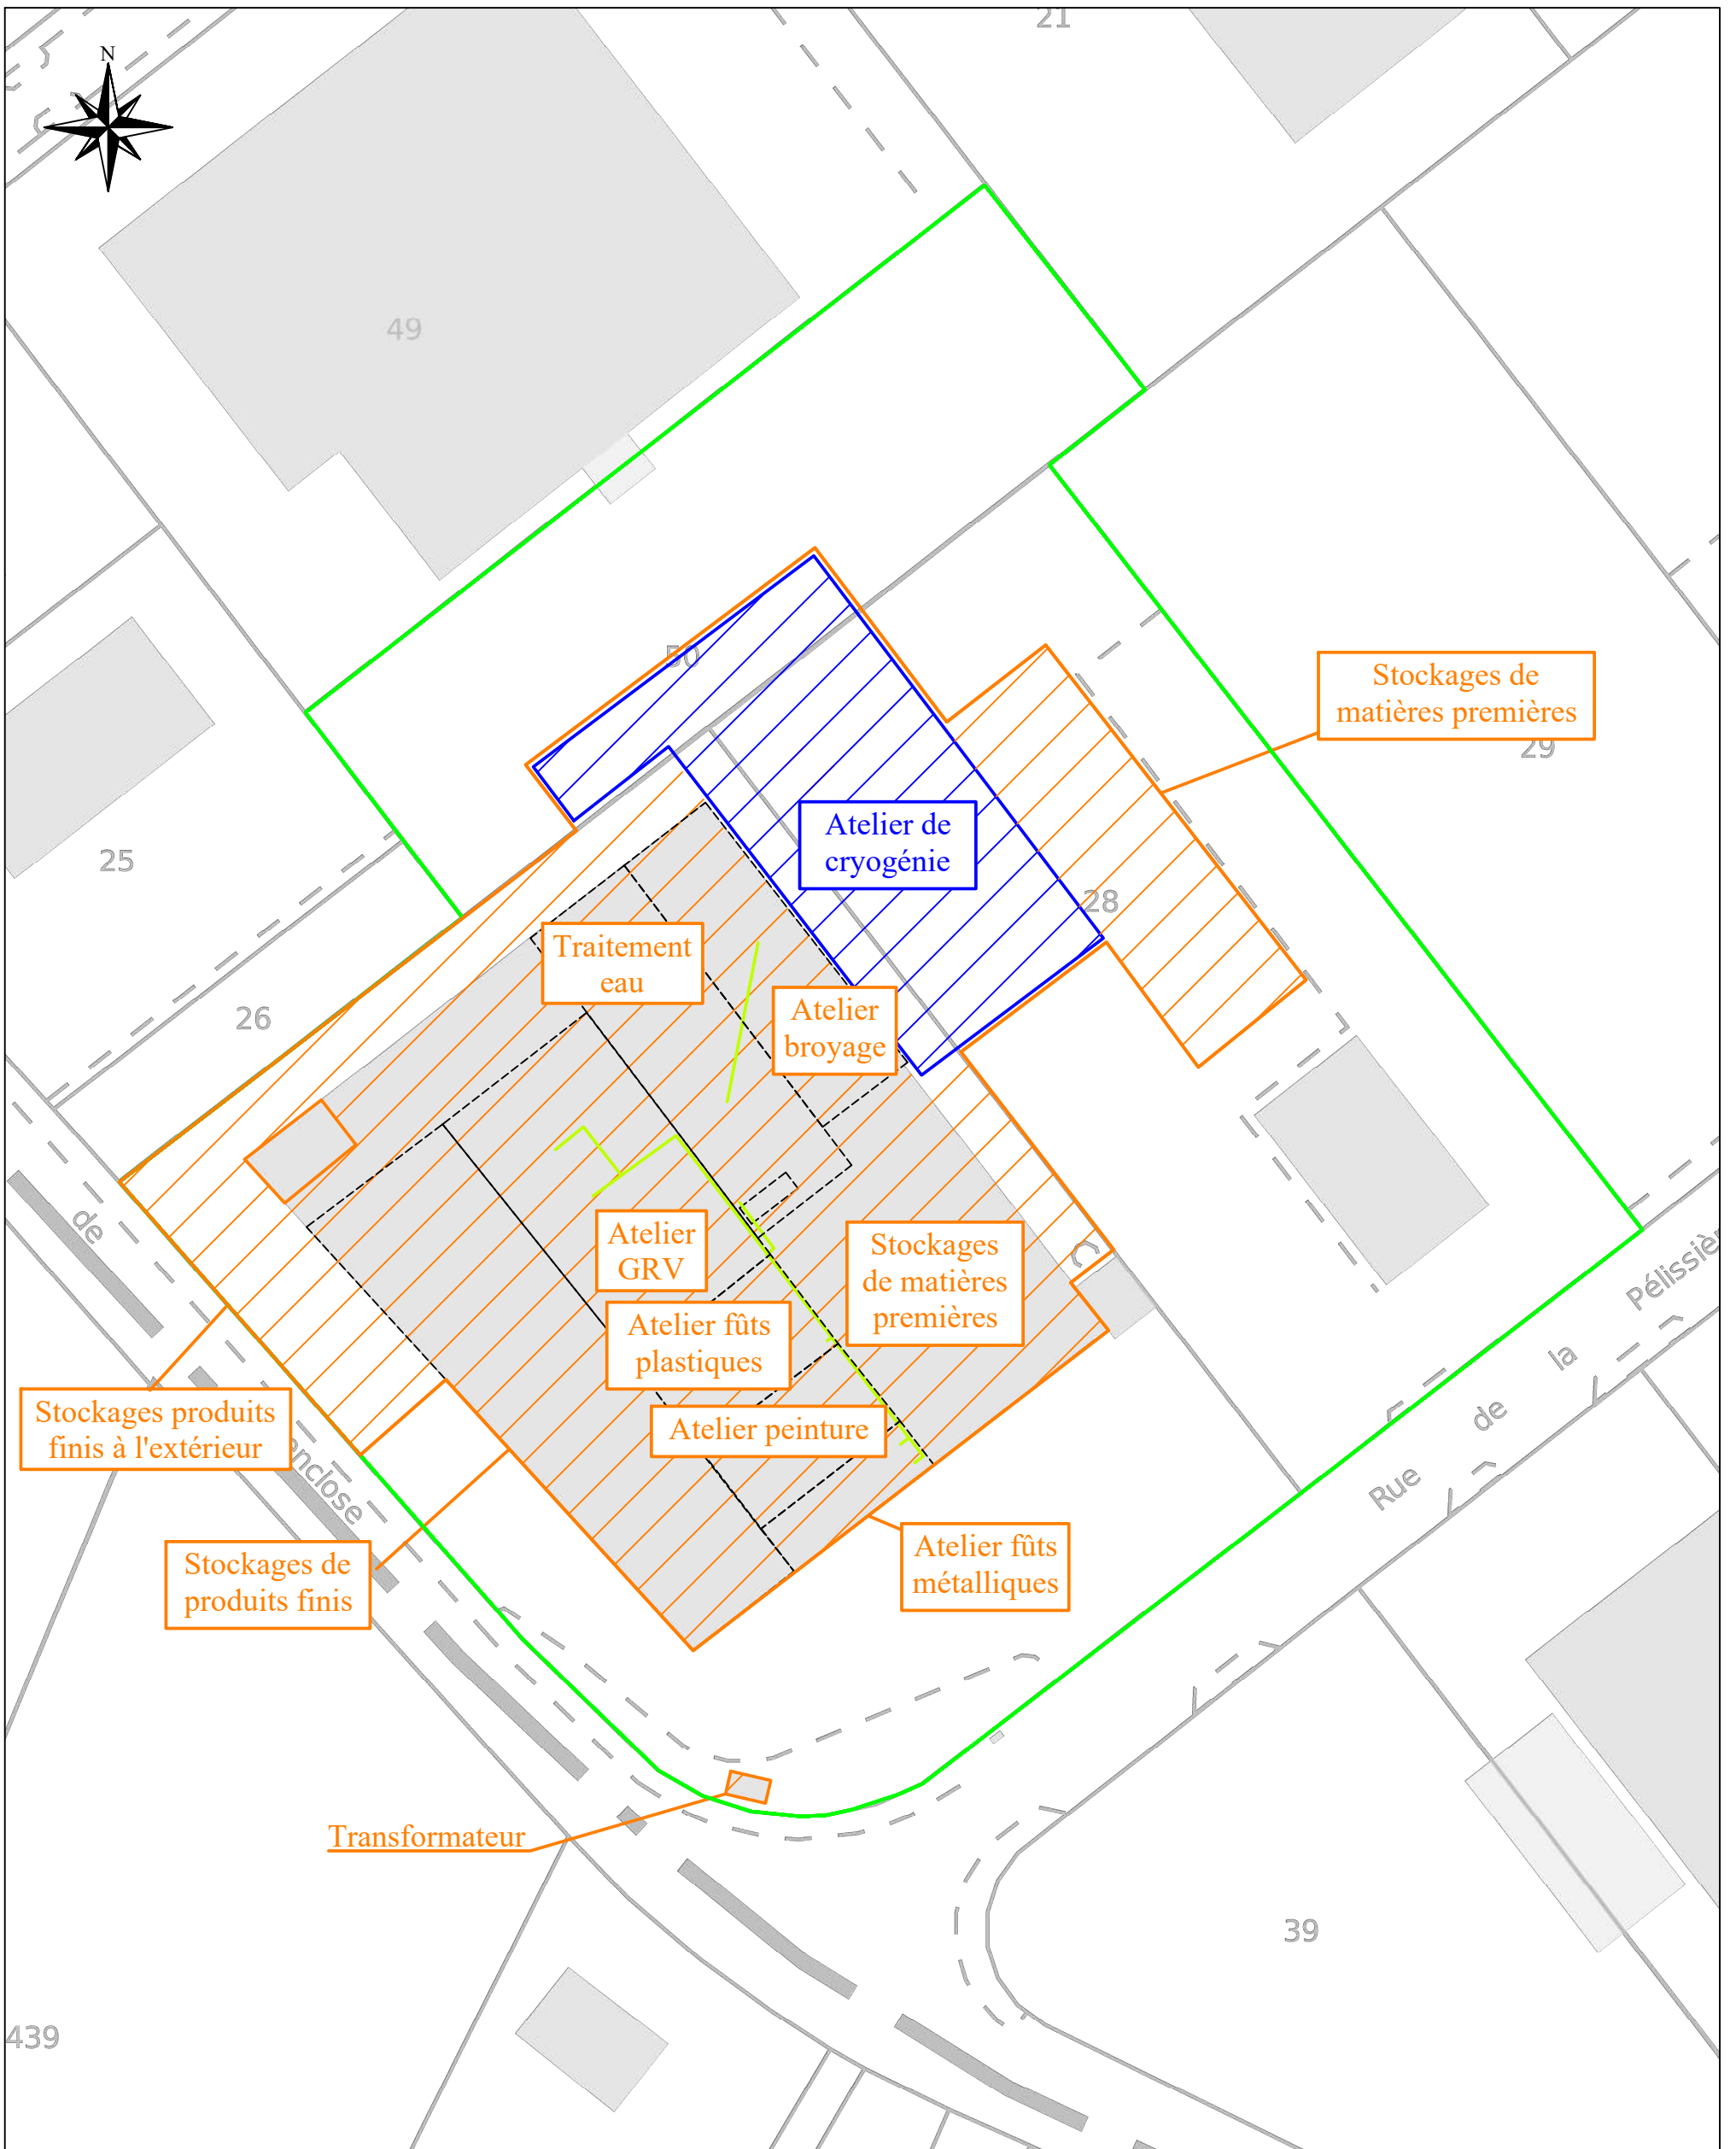 21
N
49
50
Stockages de
matières premières
29
Atelier de
cryogénie
25
28
Traitement
eau
26
Atelier
broyage
de
Atelier
GRV
Stockages
de matières
premières
Atelier fûts
plastiques
Stockages produits
finis à l'extérieur
Atelier peinture
Rue de la
Stockages de
produits finis
Atelier fûts
métalliques
Transformateur
39
439